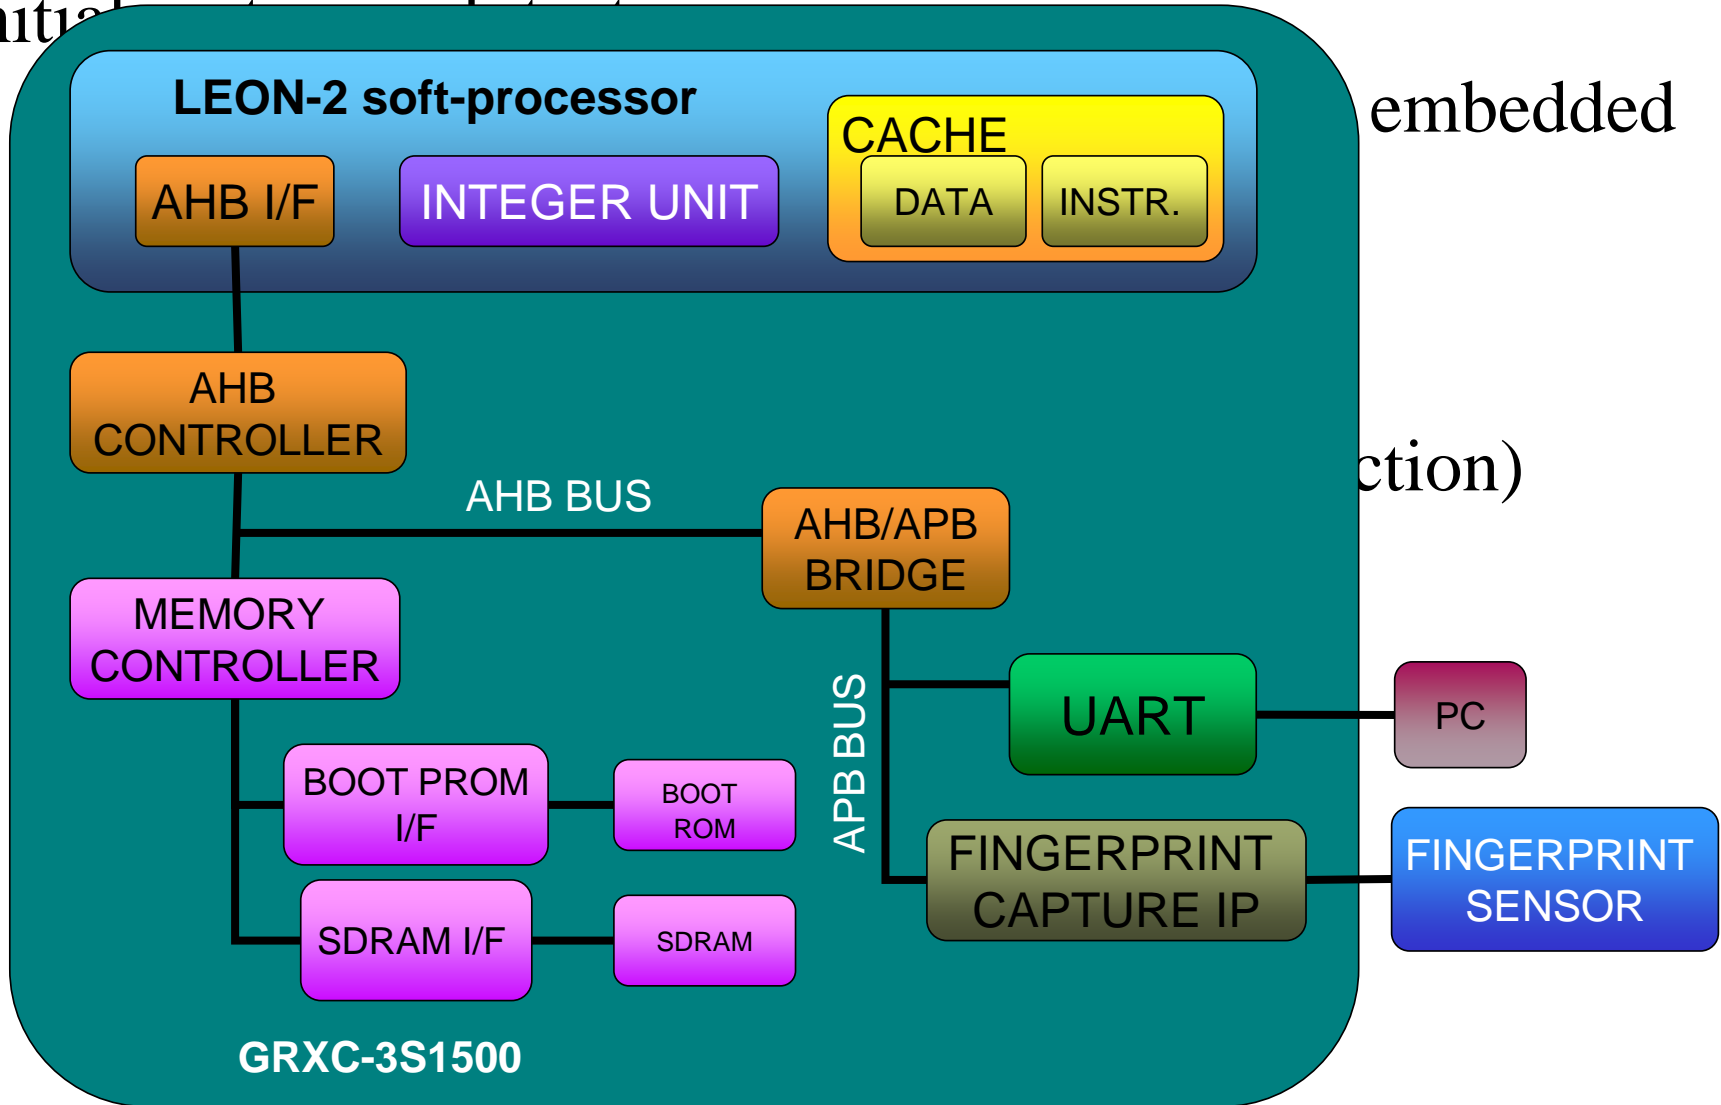 LEON-2 soft-processor
embedded
CACHE
AHB I/F
INTEGER UNIT
DATA
INSTR.
AHB
CONTROLLER
ction)
AHB BUS
AHB/APB
BRIDGE
MEMORY
CONTROLLER
APB BUS
UART
PC
BOOT PROM
I/F
BOOT
ROM
FINGERPRINT
CAPTURE IP
FINGERPRINT
SENSOR
SDRAM I/F
SDRAM
GRXC-3S1500